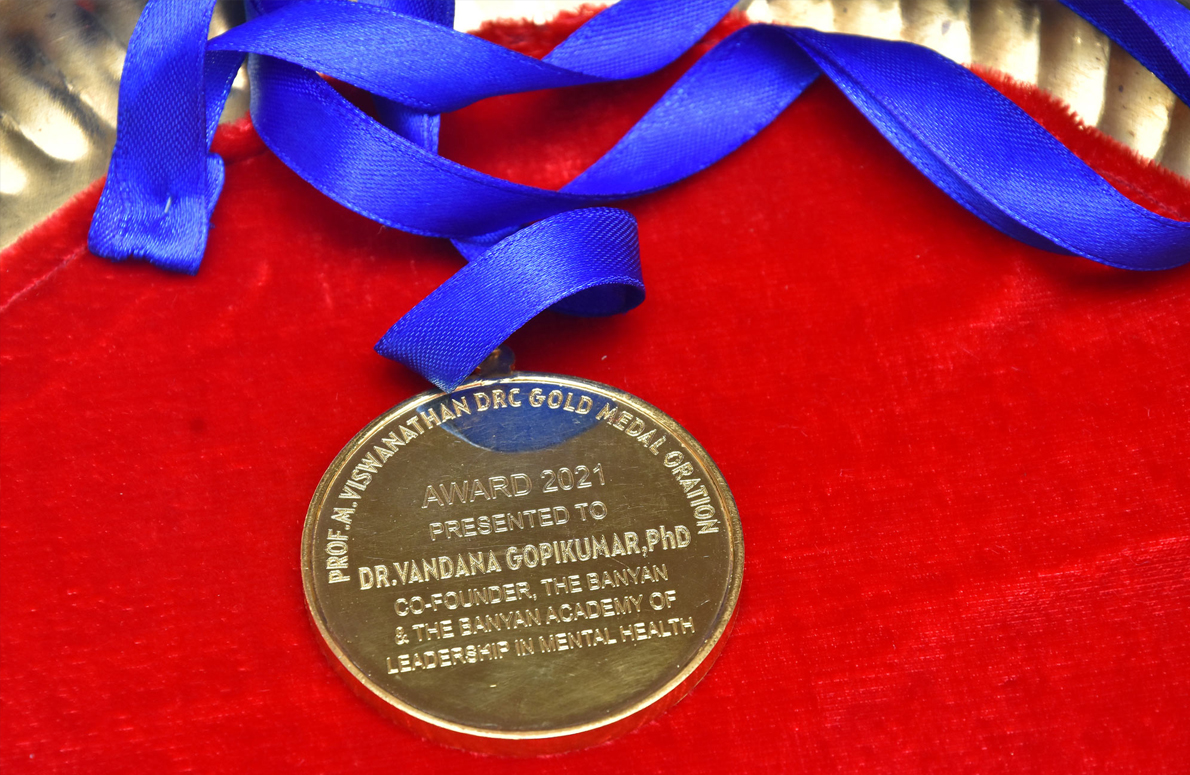 PROF.M.VISWANATHAN DRC GOLD MEDAL ORATION
AWARD 2021
PRESENTED TO
DR.VANDANA GOPIKUMAR,PhD
CO-FOUNDER, THE BANYAN
& THE BANYAN ACADEMY OF
LEADERSHIP IN MENTAL HEALTH